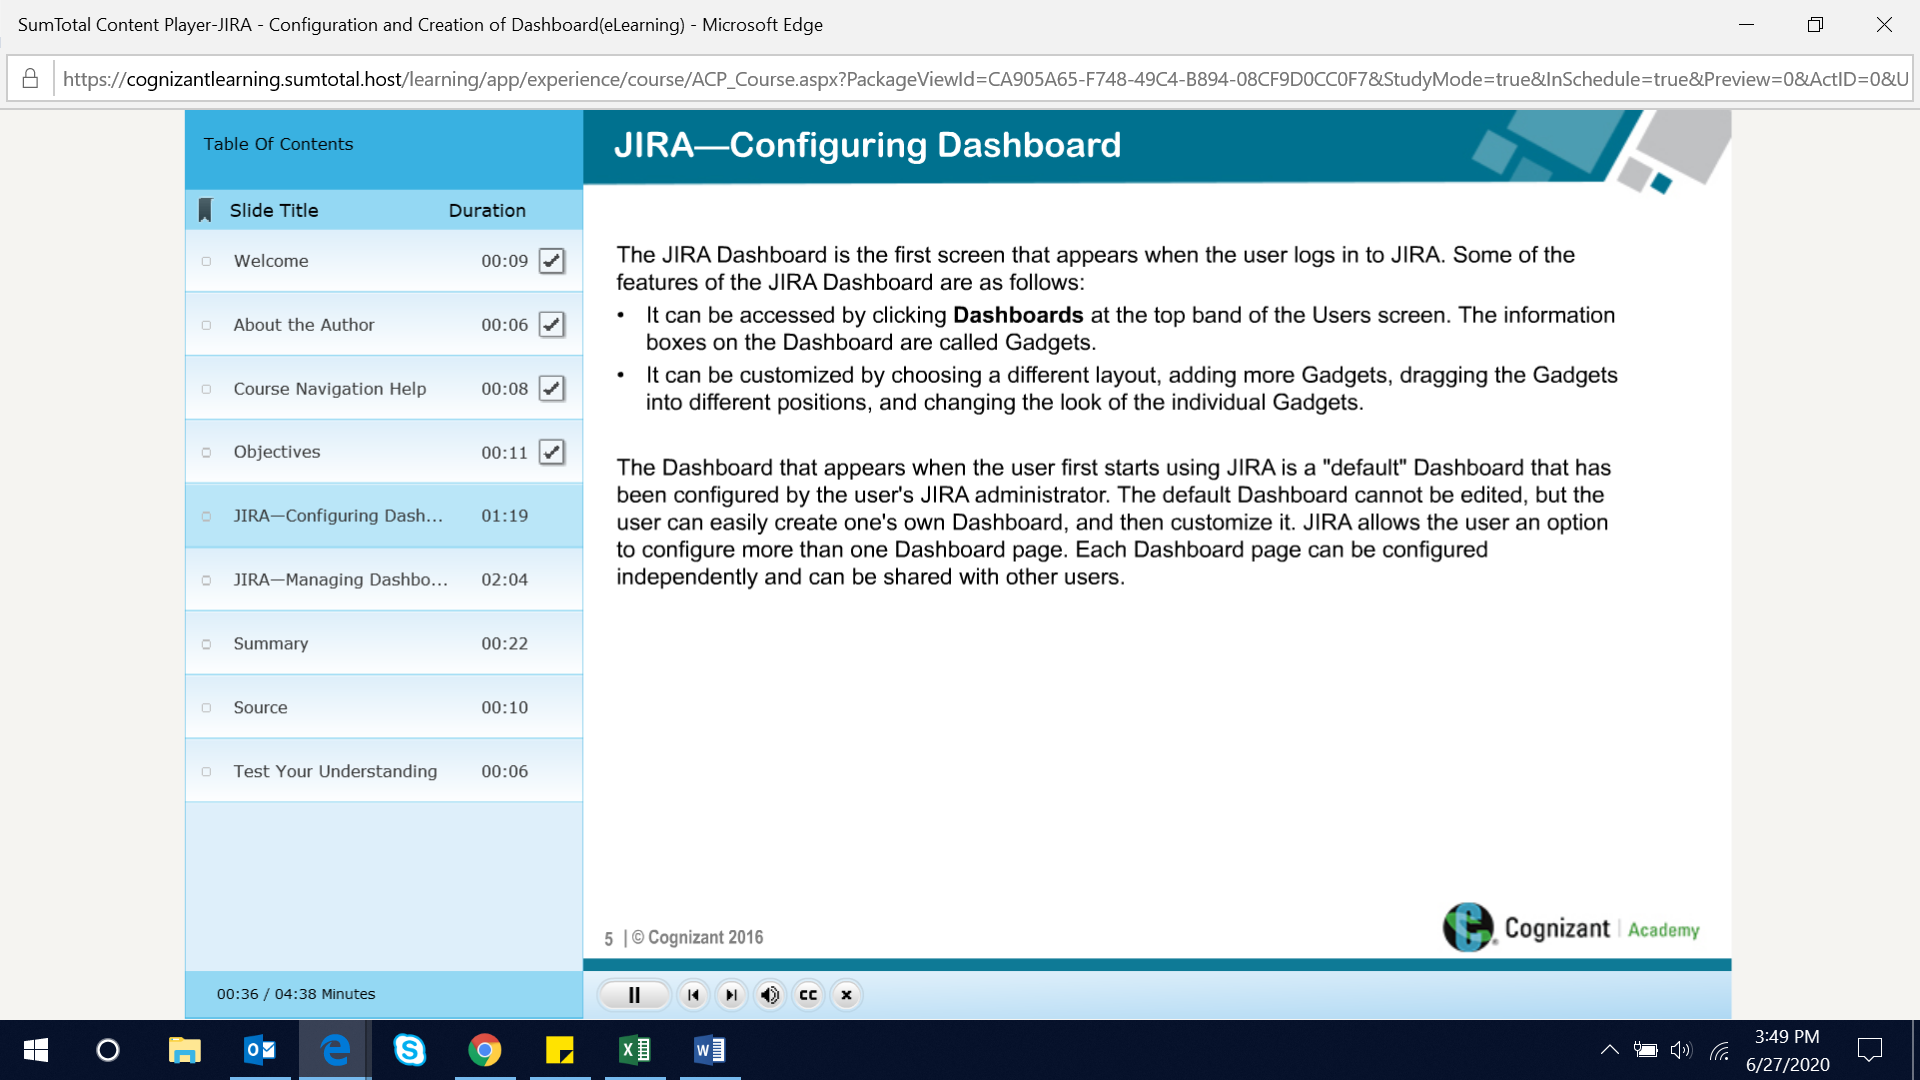 SumTotal Content Player-JIRA - Configuration and Creation of Dashboard(eLearning) - Microsoft Edge
https://cognizantlearning.sumtotal.host/learning/app/experience/course/ACP_Course.aspx?PackageViewId=CA905A65-F748-49C4-B894-08CF9D0CC0F7&StudyMode=true&InSchedule=true&Preview=0&ActID=0&U
Table Of Contents
Slide Title Duration
Welcome 00:09
About the Author 00:06
Course Navigation Help 00:08
Objectives 00:11
JIRA—Configuring Dash... 01:19
JIRA—Managing Dashbo... 02:04
Summary 00:22
Source 00:10
Test Your Understanding 00:06
00:36 / 04:38 Minutes
JIRA—Configuring Dashboard
The JIRA Dashboard is the first screen that appears when the user logs in to JIRA. Some of the
features of the JIRA Dashboard are as follows:
• It can be accessed by clicking Dashboards at the top band of the Users screen. The information
boxes on the Dashboard are called Gadgets.
• It can be customized by choosing a different layout, adding more Gadgets, dragging the Gadgets
into different positions, and changing the look of the individual Gadgets.
The Dashboard that appears when the user first starts using JIRA is a "default" Dashboard that has
been configured by the user's JIRA administrator. The default Dashboard cannot be edited, but the
user can easily create one's own Dashboard, and then customize it. JIRA allows the user an option
to configure more than one Dashboard page. Each Dashboard page can be configured
independently and can be shared with other users.
5 | © Cognizant 2016
Cognizant | Academy
CC
3:49 PM
6/27/2020